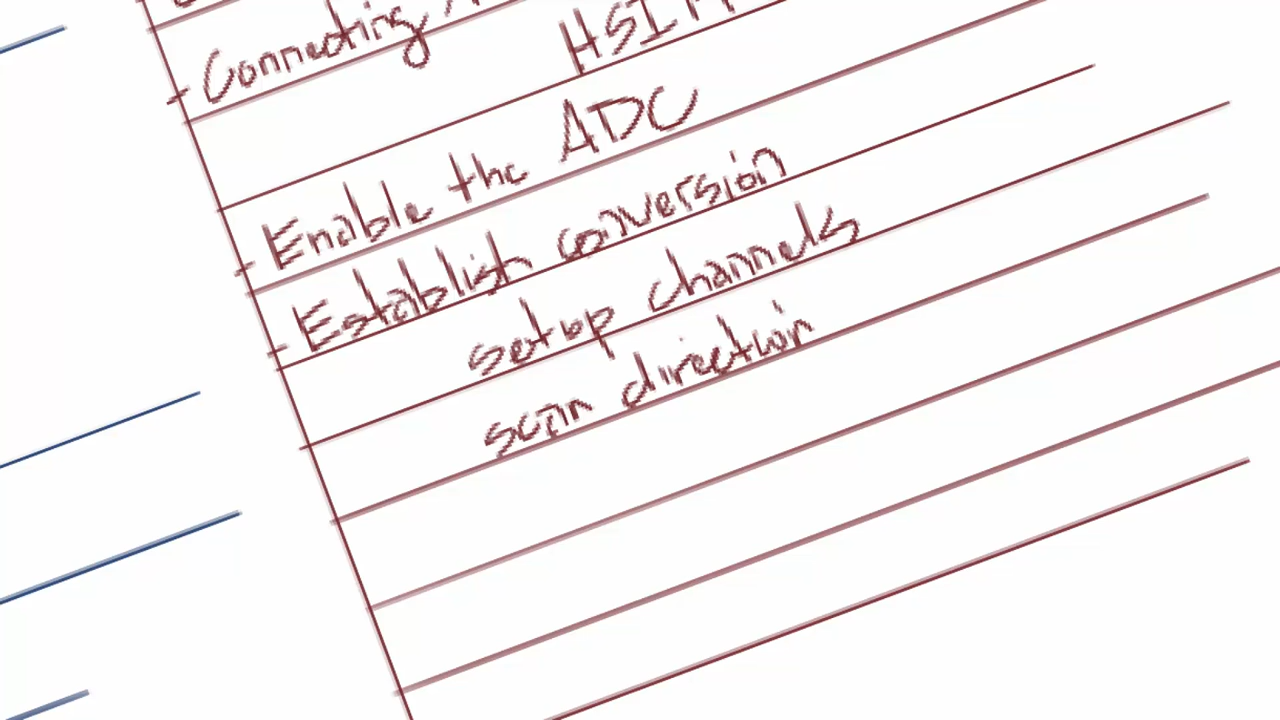 Connecting
HSI
Enable the ADC
Establish conversion
setup channels
scan direction